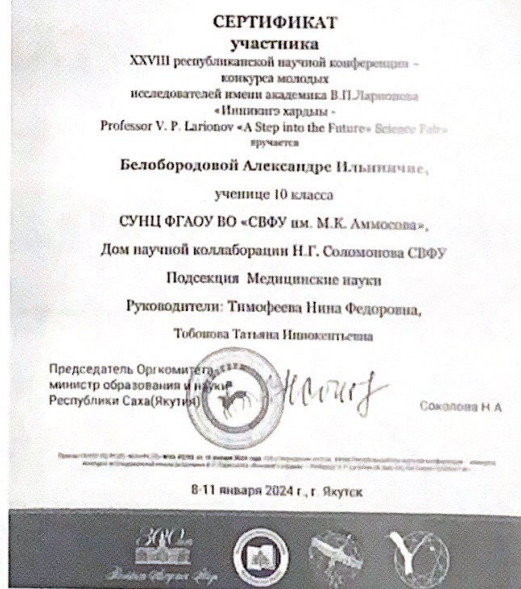 СЕРТИФИКАТ
участника
XXVIII республиканской научной конференции –
конкурса молодых
исследователей имени академика В.П.Ларионова
«Инникигэ хардыы -
Professor V. P. Larionov «A Step into the Future» Science Fair»
вручается
Белобородовой Александре Ильиничне,
ученице 10 класса
СУНЦ ФГАОУ ВО «СВФУ им. М.К. Аммосова»,
Дом научной коллаборации Н.Г. Соломонова СВФУ
Подсекция Медицинские науки
Руководители: Тимофеева Нина Федоровна,
Тобонова Татьяна Иннокентьевна
Председатель Оргкомитета,
министр образования и науки
Республики Саха(Якутия)
Соколова Н.А
8-11 января 2024 г., г. Якутск